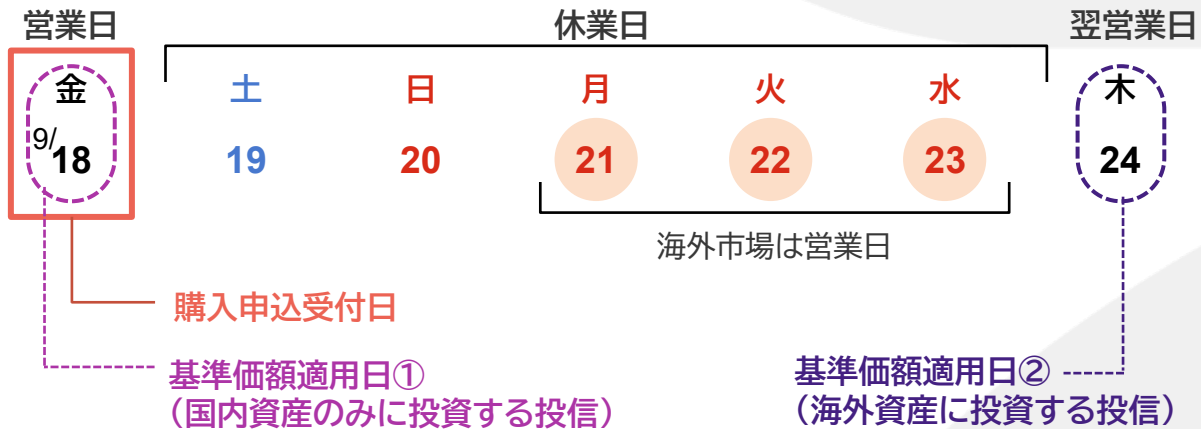 営業日 休業日 翌営業日
金 土 日 月 火 水 木
9/18 19 20 21 22 23 24
海外市場は営業日
購入申込受付日
基準価額適用日①
（国内資産のみに投資する投信）
基準価額適用日②
（海外資産に投資する投信）